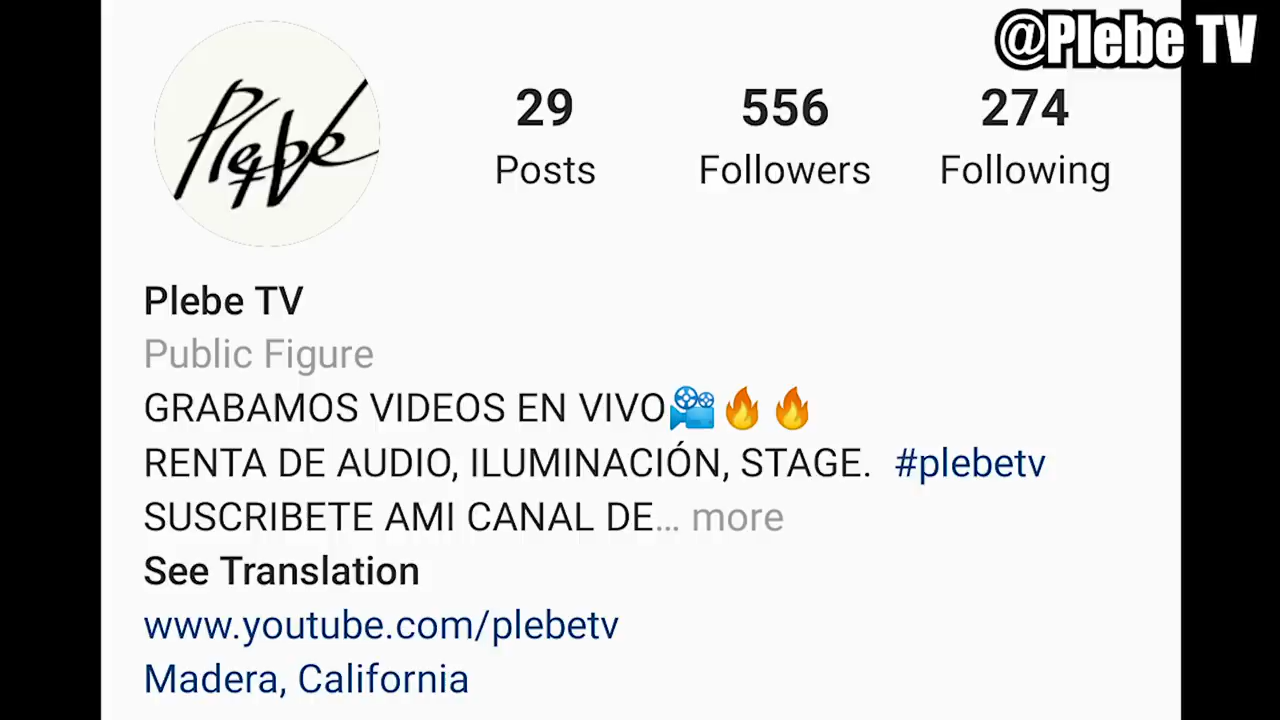 @Plebe TV
Plebe
29 556 274
Posts Followers Following
Plebe TV
Public Figure
GRABAMOS VIDEOS EN VIVO🎥🔥🔥
RENTA DE AUDIO, ILUMINACIÓN, STAGE. #plebetv
SUSCRIBETE AMI CANAL DE... more
See Translation
www.youtube.com/plebetv
Madera, California